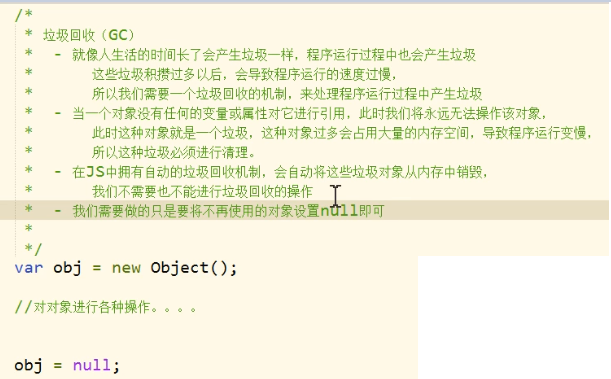 /*
 * 垃圾回收（GC）
 *  - 就像人生活的时间长了会产生垃圾一样，程序运行过程中也会产生垃圾
 *    这些垃圾积攒过多以后，会导致程序运行的速度过慢，
 *    所以我们需要一个垃圾回收的机制，来处理程序运行过程中产生垃圾
 *  - 当一个对象没有任何的变量或属性对它进行引用，此时我们将永远无法操作该对象，
 *    此时这种对象就是一个垃圾，这种对象过多会占用大量的内存空间，导致程序运行变慢，
 *    所以这种垃圾必须进行清理。
 *  - 在JS中拥有自动的垃圾回收机制，会自动将这些垃圾对象从内存中销毁，
 *    我们不需要也不能进行垃圾回收的操作
 *  - 我们需要做的只是要将不再使用的对象设置null即可
 *
 */
var obj = new Object();
//对对象进行各种操作。。。。
obj = null;